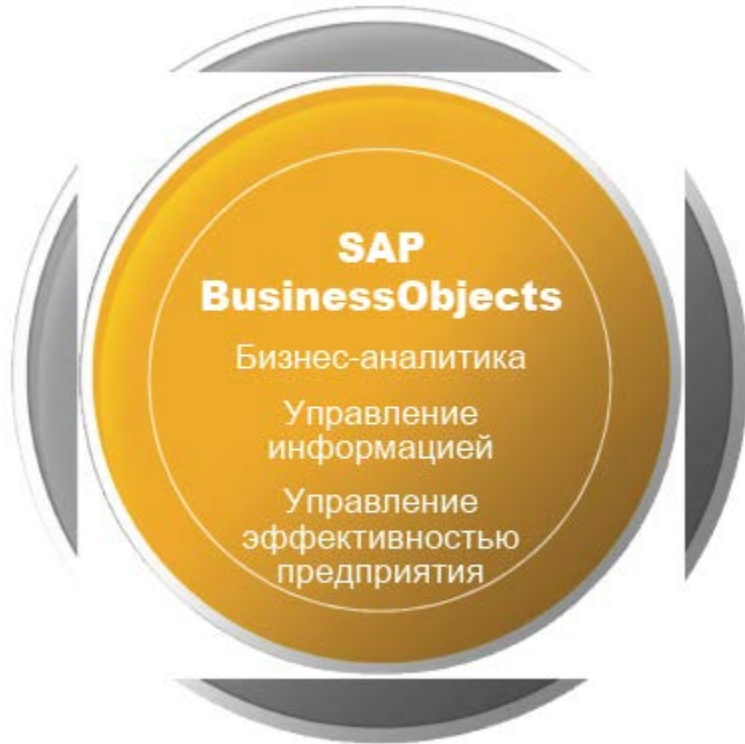 SAP
BusinessObjects
Бизнес-аналитика
Управление
информацией
Управление
эффективностью
предприятия